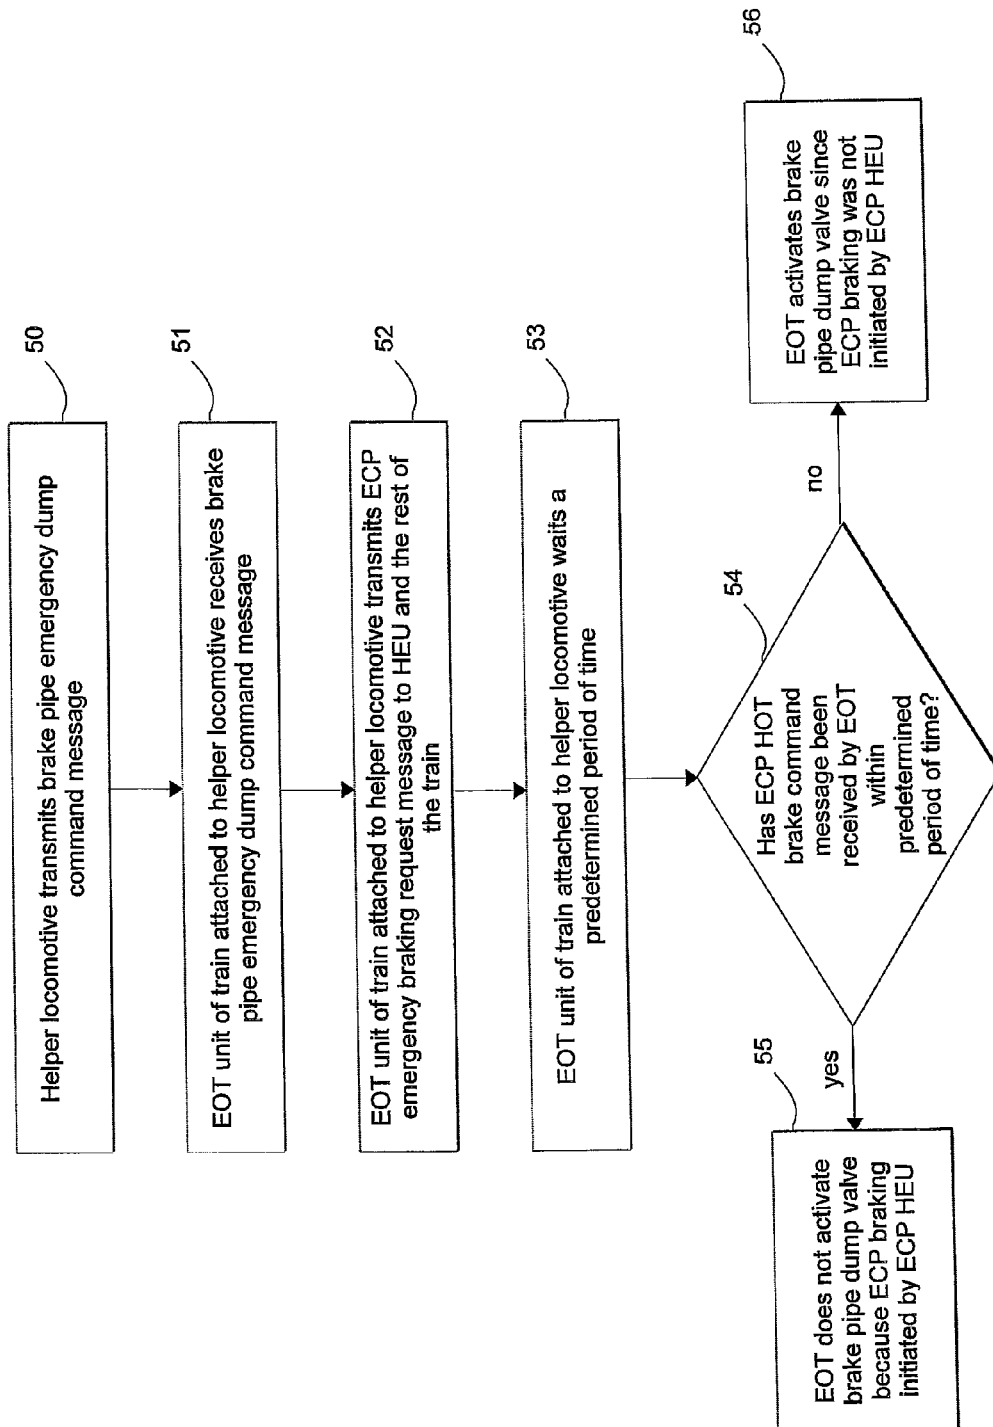 Helper locomotive transmits brake pipe emergency dump
command message
50
EOT unit of train attached to helper locomotive receives brake
pipe emergency dump command message
51
EOT unit of train attached to helper locomotive transmits ECP
emergency braking request message to HEU and the rest of
the train
52
EOT unit of train attached to helper locomotive waits a
predetermined period of time
53
Has ECP HOT
brake command
message been
received by EOT
within
predetermined
period of time?
54
yes
no
EOT does not activate
brake pipe dump valve
because ECP braking
initiated by ECP HEU
55
EOT activates brake
pipe dump valve since
ECP braking was not
initiated by ECP HEU
56